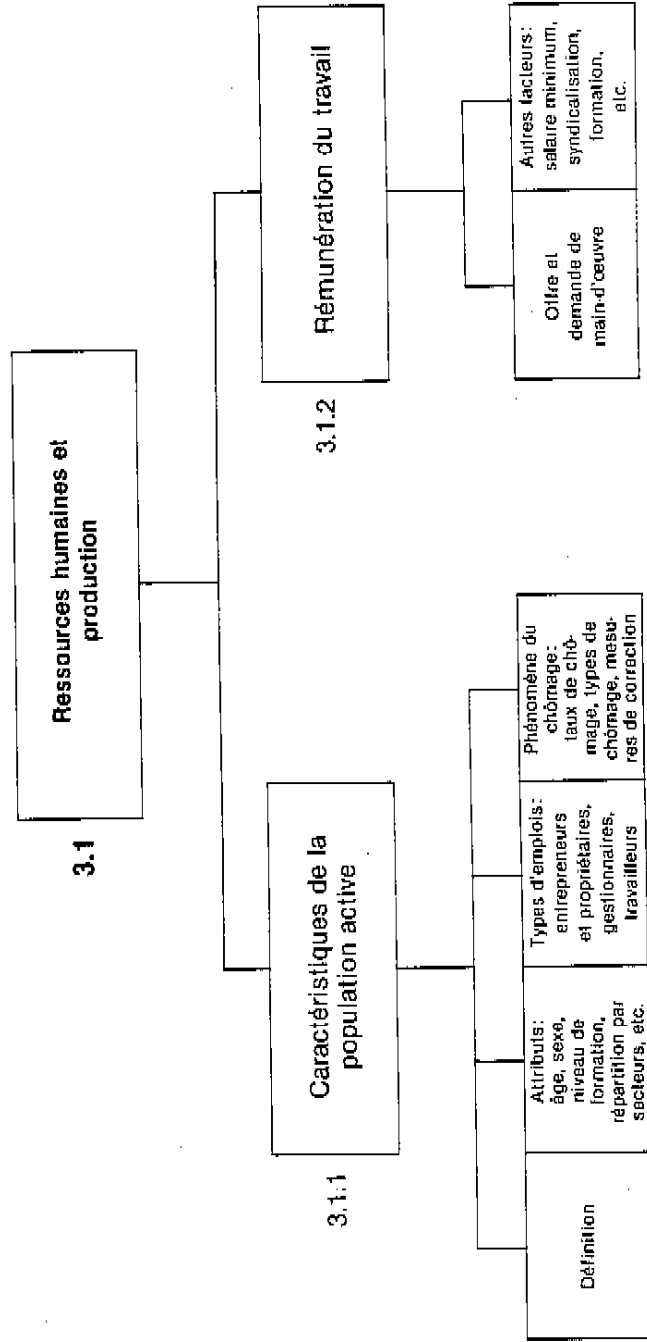 3.1
Ressources humaines et
production
3.1.1
Caractéristiques de la
population active
Définition
Attributs:
âge, sexe,
niveau de
formation,
répartition par
secteurs, etc.
Types d'emplois:
entrepreneurs
et propriétaires,
gestionnaires,
travailleurs
Phénomène du
chômage:
taux de chô-
mage, types de
chômage, mesu-
res de correction
3.1.2
Rémunération du travail
Offre et
demande de
main-d'œuvre
Autres facteurs:
salaire minimum,
syndicalisation,
formation,
etc.